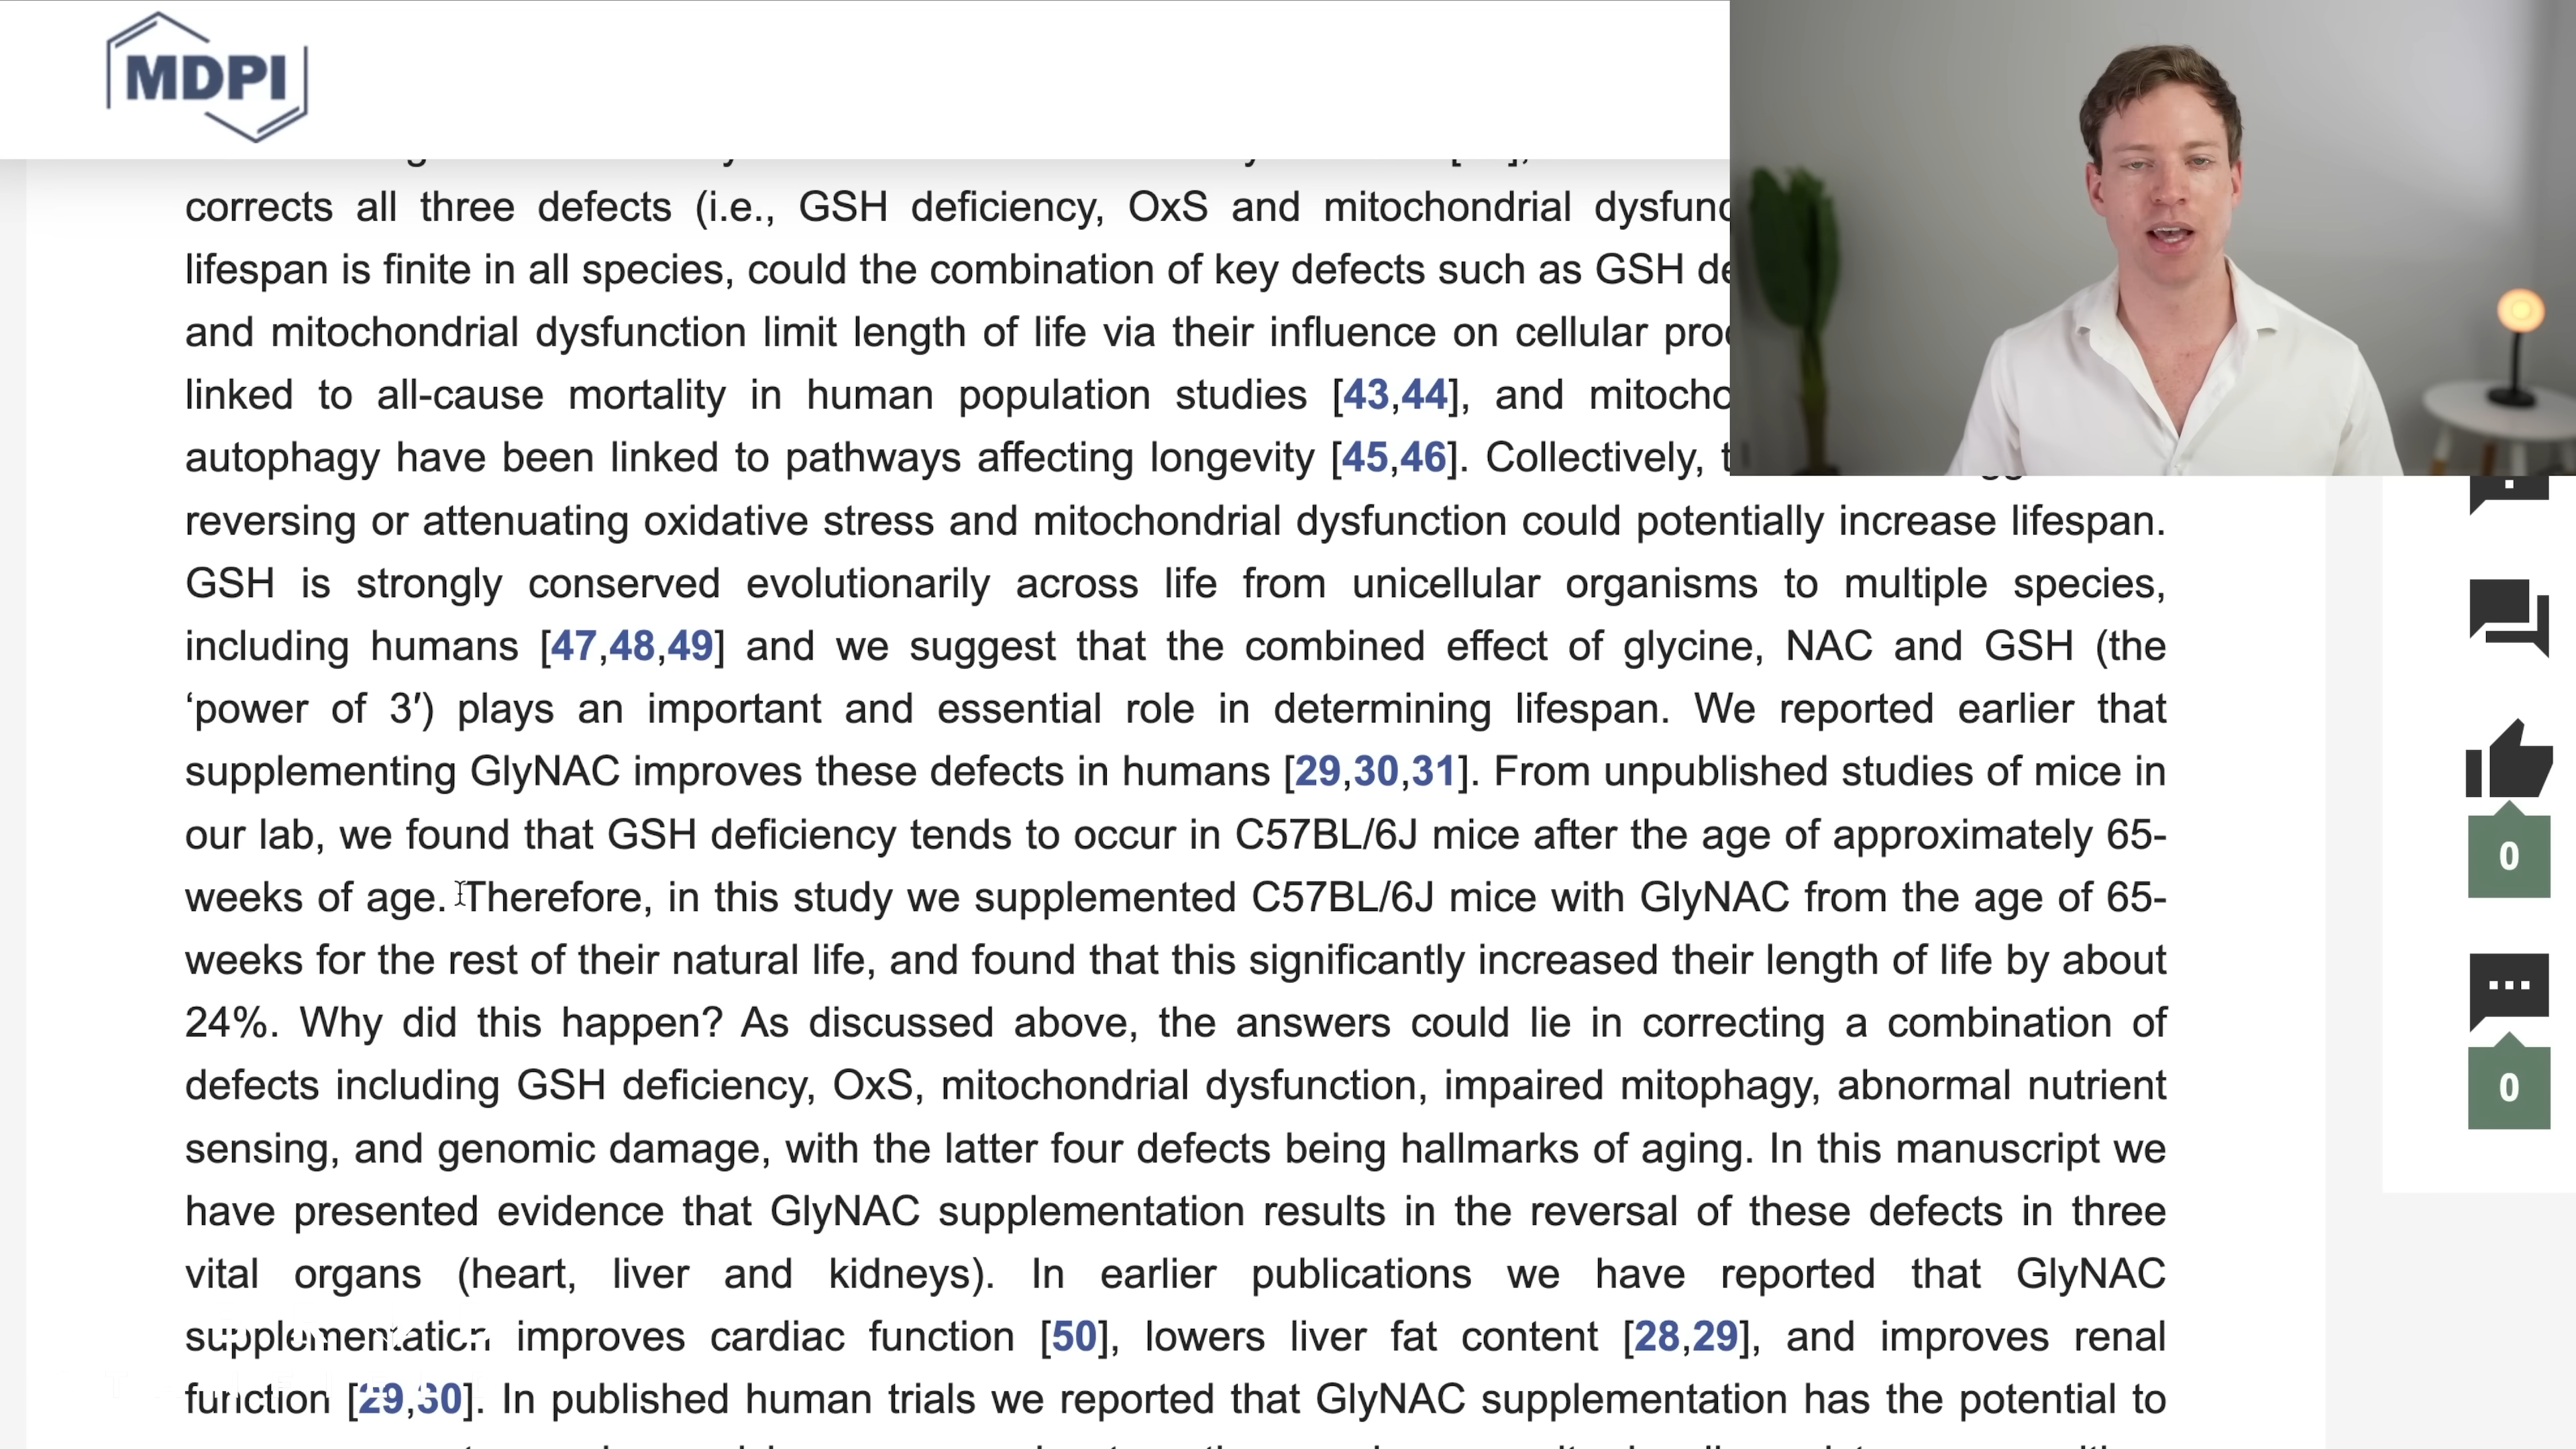 MDPI
corrects all three defects (i.e., GSH deficiency, OxS and mitochondrial
lifespan is finite in all species, could the combination of key defects such as GSH
and mitochondrial dysfunction limit length of life via their influence on cellular
linked to all-cause mortality in human population studies [43,44], and
autophagy have been linked to pathways affecting longevity [45,46]. Collectively,
reversing or attenuating oxidative stress and mitochondrial dysfunction could potentially increase lifespan.
GSH is strongly conserved evolutionarily across life from unicellular organisms to multiple species,
including humans [47,48,49] and we suggest that the combined effect of glycine, NAC and GSH (the
‘power of 3′) plays an important and essential role in determining lifespan. We reported earlier that
supplementing GlyNAC improves these defects in humans [29,30,31]. From unpublished studies of mice in
our lab, we found that GSH deficiency tends to occur in C57BL/6J mice after the age of approximately 65-
weeks of age. Therefore, in this study we supplemented C57BL/6J mice with GlyNAC from the age of 65-
weeks for the rest of their natural life, and found that this significantly increased their length of life by about
24%. Why did this happen? As discussed above, the answers could lie in correcting a combination of
defects including GSH deficiency, OxS, mitochondrial dysfunction, impaired mitophagy, abnormal nutrient
sensing, and genomic damage, with the latter four defects being hallmarks of aging. In this manuscript we
have presented evidence that GlyNAC supplementation results in the reversal of these defects in three
vital organs (heart, liver and kidneys). In earlier publications we have reported that GlyNAC
supplementation improves cardiac function [50], lowers liver fat content [28,29], and improves renal
function [29,30]. In published human trials we reported that GlyNAC supplementation has the potential to
0
0